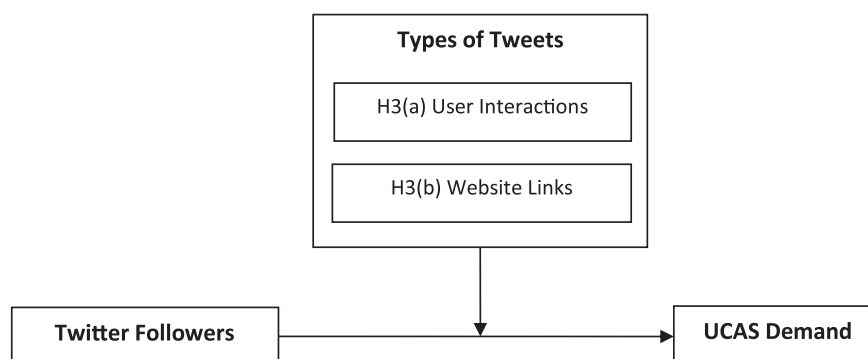 Types of Tweets
H3(a) User Interactions
H3(b) Website Links
Twitter Followers
UCAS Demand